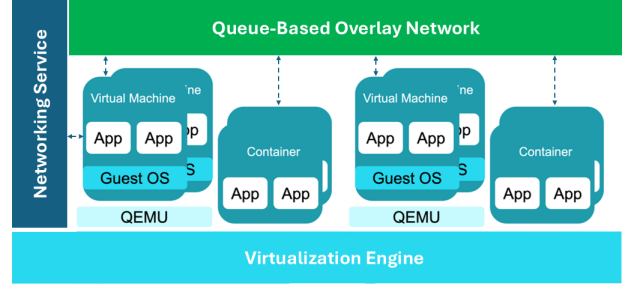 Queue-Based Overlay Network
Networking Service
Virtual Machine
App App
Guest OS
QEMU
Container
App App
Virtual Machine
App App
Guest OS
QEMU
Container
App App
Virtualization Engine